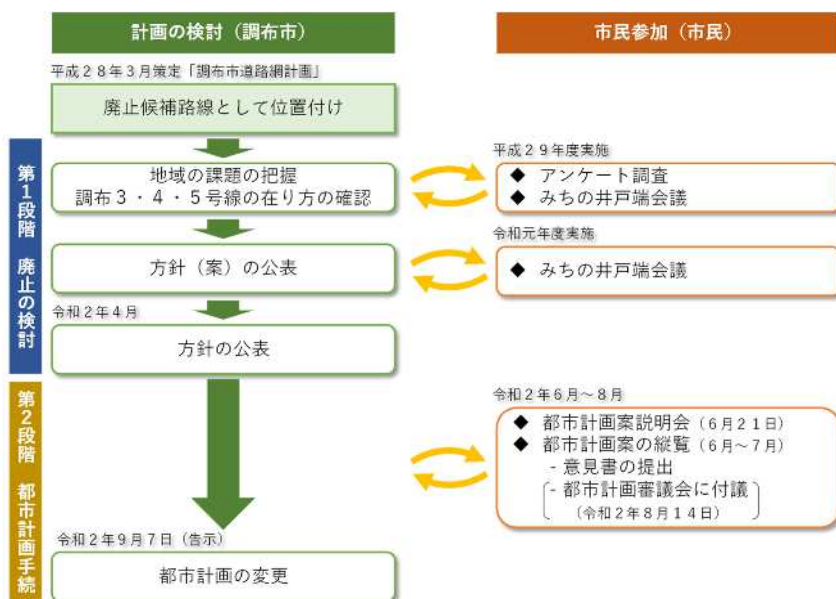 計画の検討（調布市）
市民参加（市民）
平成２８年３月策定「調布市道路網計画」
廃止候補路線として位置付け
第１段階　廃止の検討
地域の課題の把握
調布３・４・５号線の在り方の確認
平成２９年度実施
◆ アンケート調査
◆ みちの井戸端会議
方針（案）の公表
令和元年度実施
◆ みちの井戸端会議
令和２年４月
方針の公表
第２段階　都市計画手続
令和２年６月～８月
◆ 都市計画案説明会（６月２１日）
◆ 都市計画案の縦覧（６月～７月）
- 意見書の提出
- 都市計画審議会に付議
（令和２年８月１４日）
令和２年９月７日（告示）
都市計画の変更